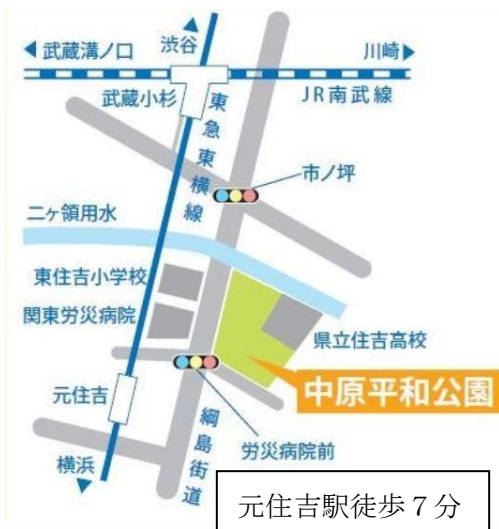 渋谷
武蔵溝ノ口
川崎
武蔵小杉
JR南武線
東急東横線
市ノ坪
二ヶ領用水
東住吉小学校
関東労災病院
県立住吉高校
中原平和公園
元住吉
労災病院前
綱島街道
横浜
元住吉駅徒歩７分